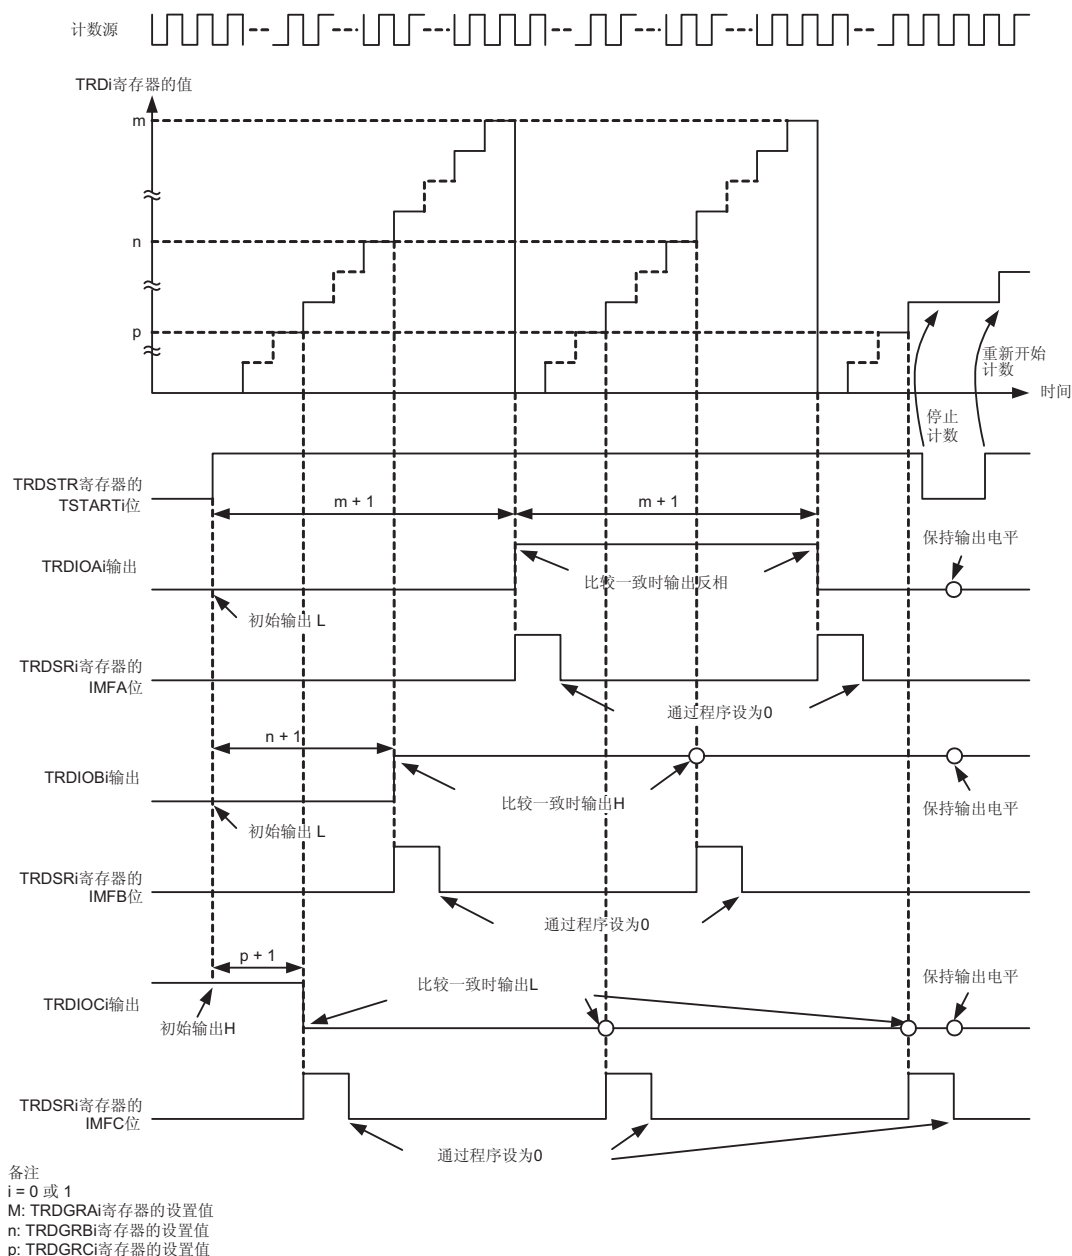 计数源
TRDi寄存器的值
m
n
p
重新开始
计数
时间
停止
计数
TRDSTR寄存器的
TSTARTi位
m + 1
m + 1
保持输出电平
TRDIOAi输出
比较一致时输出反相
初始输出 L
TRDSRi寄存器的
IMFA位
通过程序设为0
n + 1
TRDIOBi输出
比较一致时输出H
保持输出电平
初始输出 L
TRDSRi寄存器的
IMFB位
通过程序设为0
p + 1
保持输出电平
比较一致时输出L
TRDIOCi输出
初始输出H
TRDSRi寄存器的
IMFC位
通过程序设为0
备注
i = 0 或 1
M: TRDGRAi寄存器的设置值
n: TRDGRBi寄存器的设置值
p: TRDGRCi寄存器的设置值